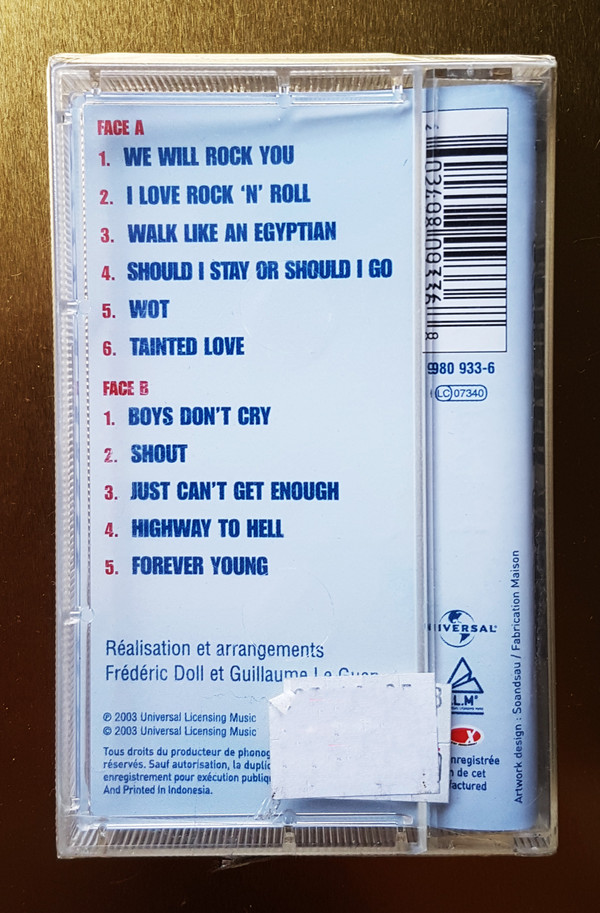 FACE A
1. WE WILL ROCK YOU
2. I LOVE ROCK 'N' ROLL
3. WALK LIKE AN EGYPTIAN
4. SHOULD I STAY OR SHOULD I GO
5. WOT
6. TAINTED LOVE
FACE B
1. BOYS DON'T CRY
2. SHOUT
3. JUST CAN'T GET ENOUGH
4. HIGHWAY TO HELL
5. FOREVER YOUNG
Réalisation et arrangements
Frédéric Doll et Guillaume Le Guen
℗ 2003 Universal Licensing Music
© 2003 Universal Licensing Music
Tous droits du producteur de
réservés. Sauf autorisation, la
enregistrement pour exécution
And Printed In Indonesia.
980 933-6
LC 07340
UNIVERSAL
de cet
Artwork design : Soandsau / Fabrication Maison